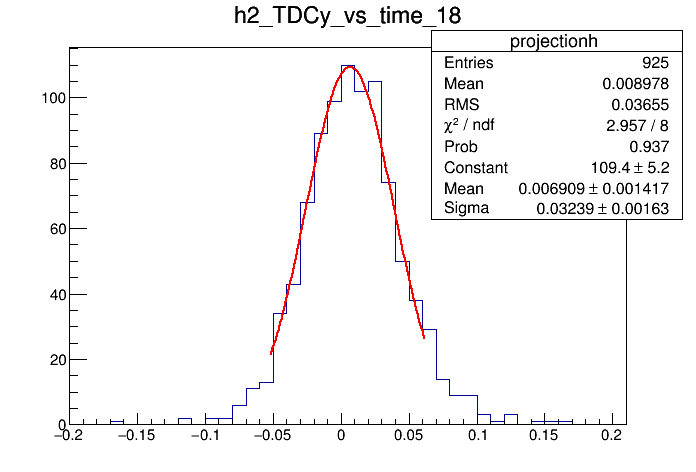 h2_TDCy_vs_time_18
projectionh
Entries 925
Mean 0.008978
RMS 0.03655
χ² / ndf 2.957 / 8
Prob 0.937
Constant 109.4 ± 5.2
Mean 0.006909 ± 0.001417
Sigma 0.03239 ± 0.00163
100
80
60
40
20
0
−0.2 −0.15 −0.1 −0.05 0 0.05 0.1 0.15 0.2